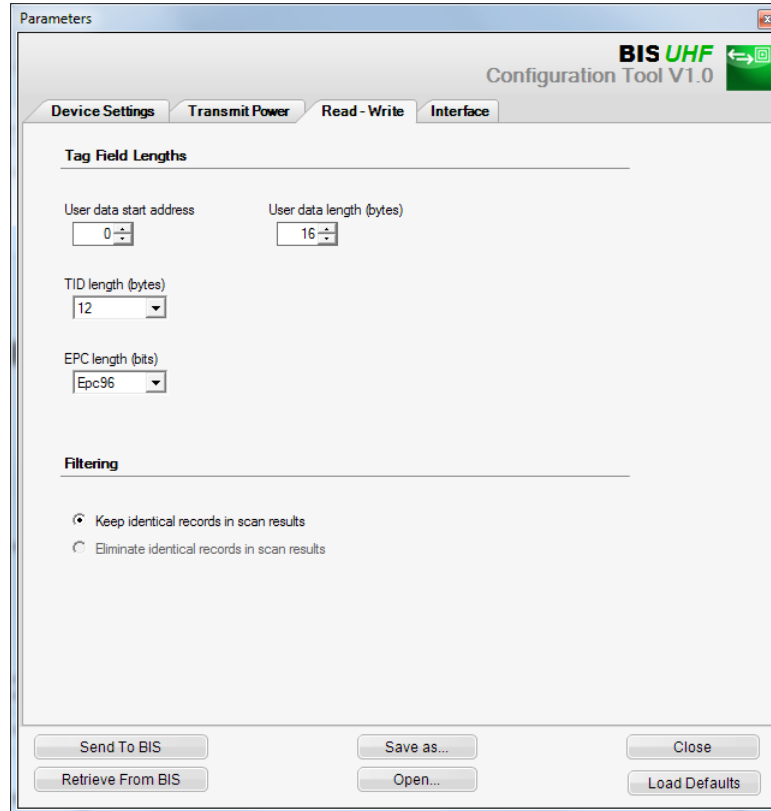 Parameters
BIS UHF
Configuration Tool V1.0
Device Settings Transmit Power Read - Write Interface
Tag Field Lengths
User data start address User data length (bytes)
0 16
TID length (bytes)
12
EPC length (bits)
Epc96
Filtering
Keep identical records in scan results
Eliminate identical records in scan results
Send To BIS Save as... Close
Retrieve From BIS Open... Load Defaults